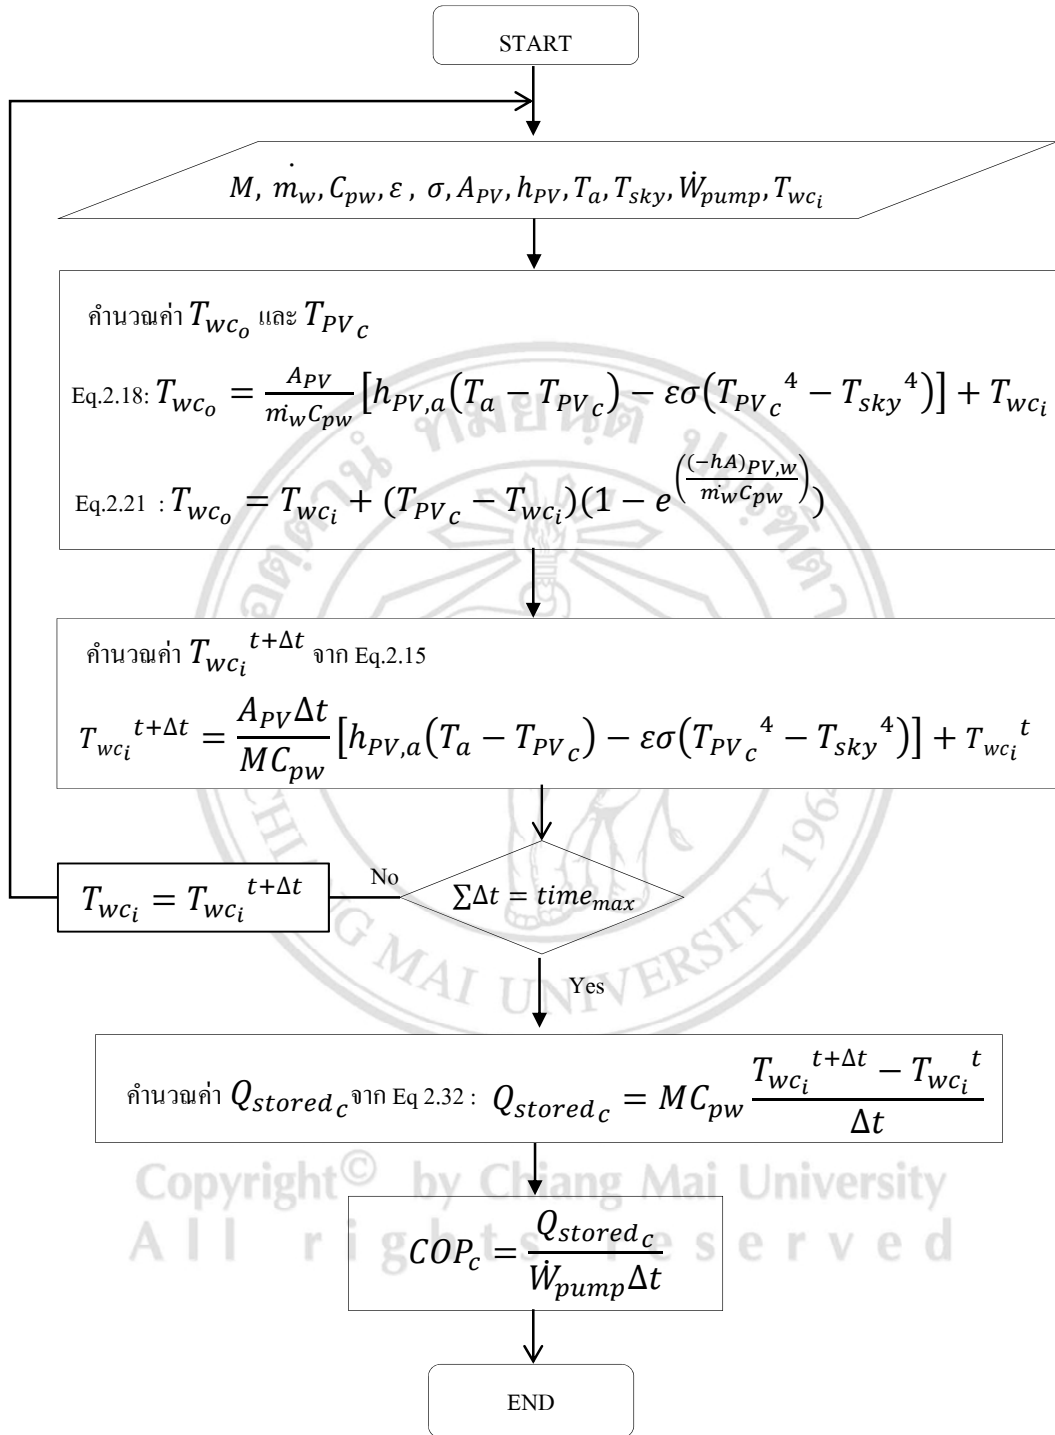 START
M, ṁ_w, C_pw, ε, σ, A_PV, h_PV, T_a, T_sky, Ẇ_pump, T_wc_i
คำนวณค่า T_wc_o และ T_PV_c
Eq.2.18: T_wc_o = A_PV / (ṁ_w C_pw) [h_PV,a (T_a − T_PV_c) − εσ(T_PV_c^4 − T_sky^4)] + T_wc_i
Eq.2.21 : T_wc_o = T_wc_i + (T_PV_c − T_wc_i)(1 − e^((−hA)_PV,w / (ṁ_w C_pw)))
คำนวณค่า T_wc_i^(t+Δt) จาก Eq.2.15
T_wc_i^(t+Δt) = A_PV Δt / (MC_pw) [h_PV,a (T_a − T_PV_c) − εσ(T_PV_c^4 − T_sky^4)] + T_wc_i^t
T_wc_i = T_wc_i^(t+Δt)
No
∑Δt = time_max
Yes
คำนวณค่า Q_stored_c จาก Eq 2.32 : Q_stored_c = MC_pw (T_wc_i^(t+Δt) − T_wc_i^t) / Δt
COP_c = Q_stored_c / (Ẇ_pump Δt)
END
CHIANG MAI UNIVERSITY 1964
Copyright© by Chiang Mai University
All rights reserved